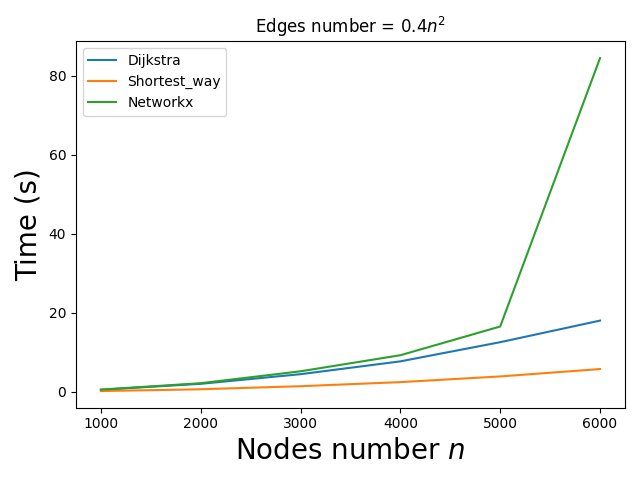 Edges number = 0.4n²
Dijkstra
Shortest_way
Networkx
Time (s)
80
60
40
20
0
1000 2000 3000 4000 5000 6000
Nodes number n